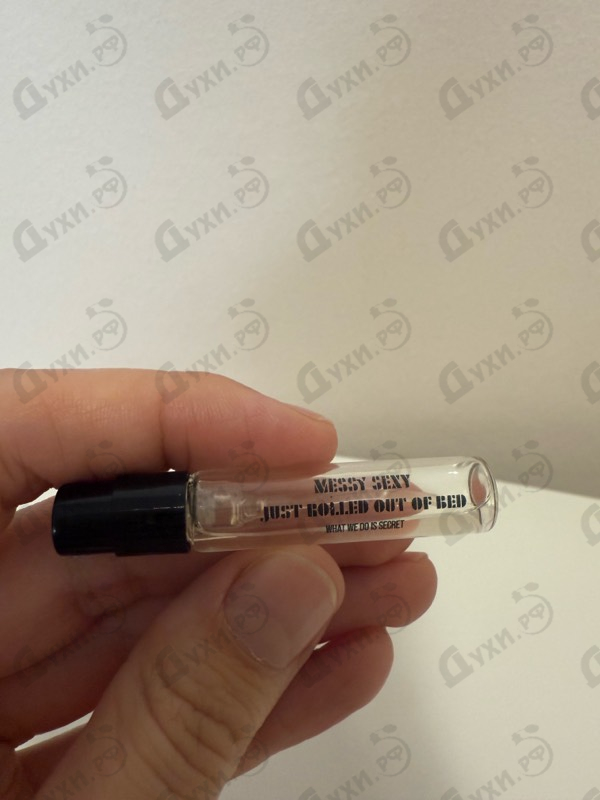 Духи.рф
MESSY SEXY
JUST ROLLED OUT OF BED
WHAT WE DO IS SECRET